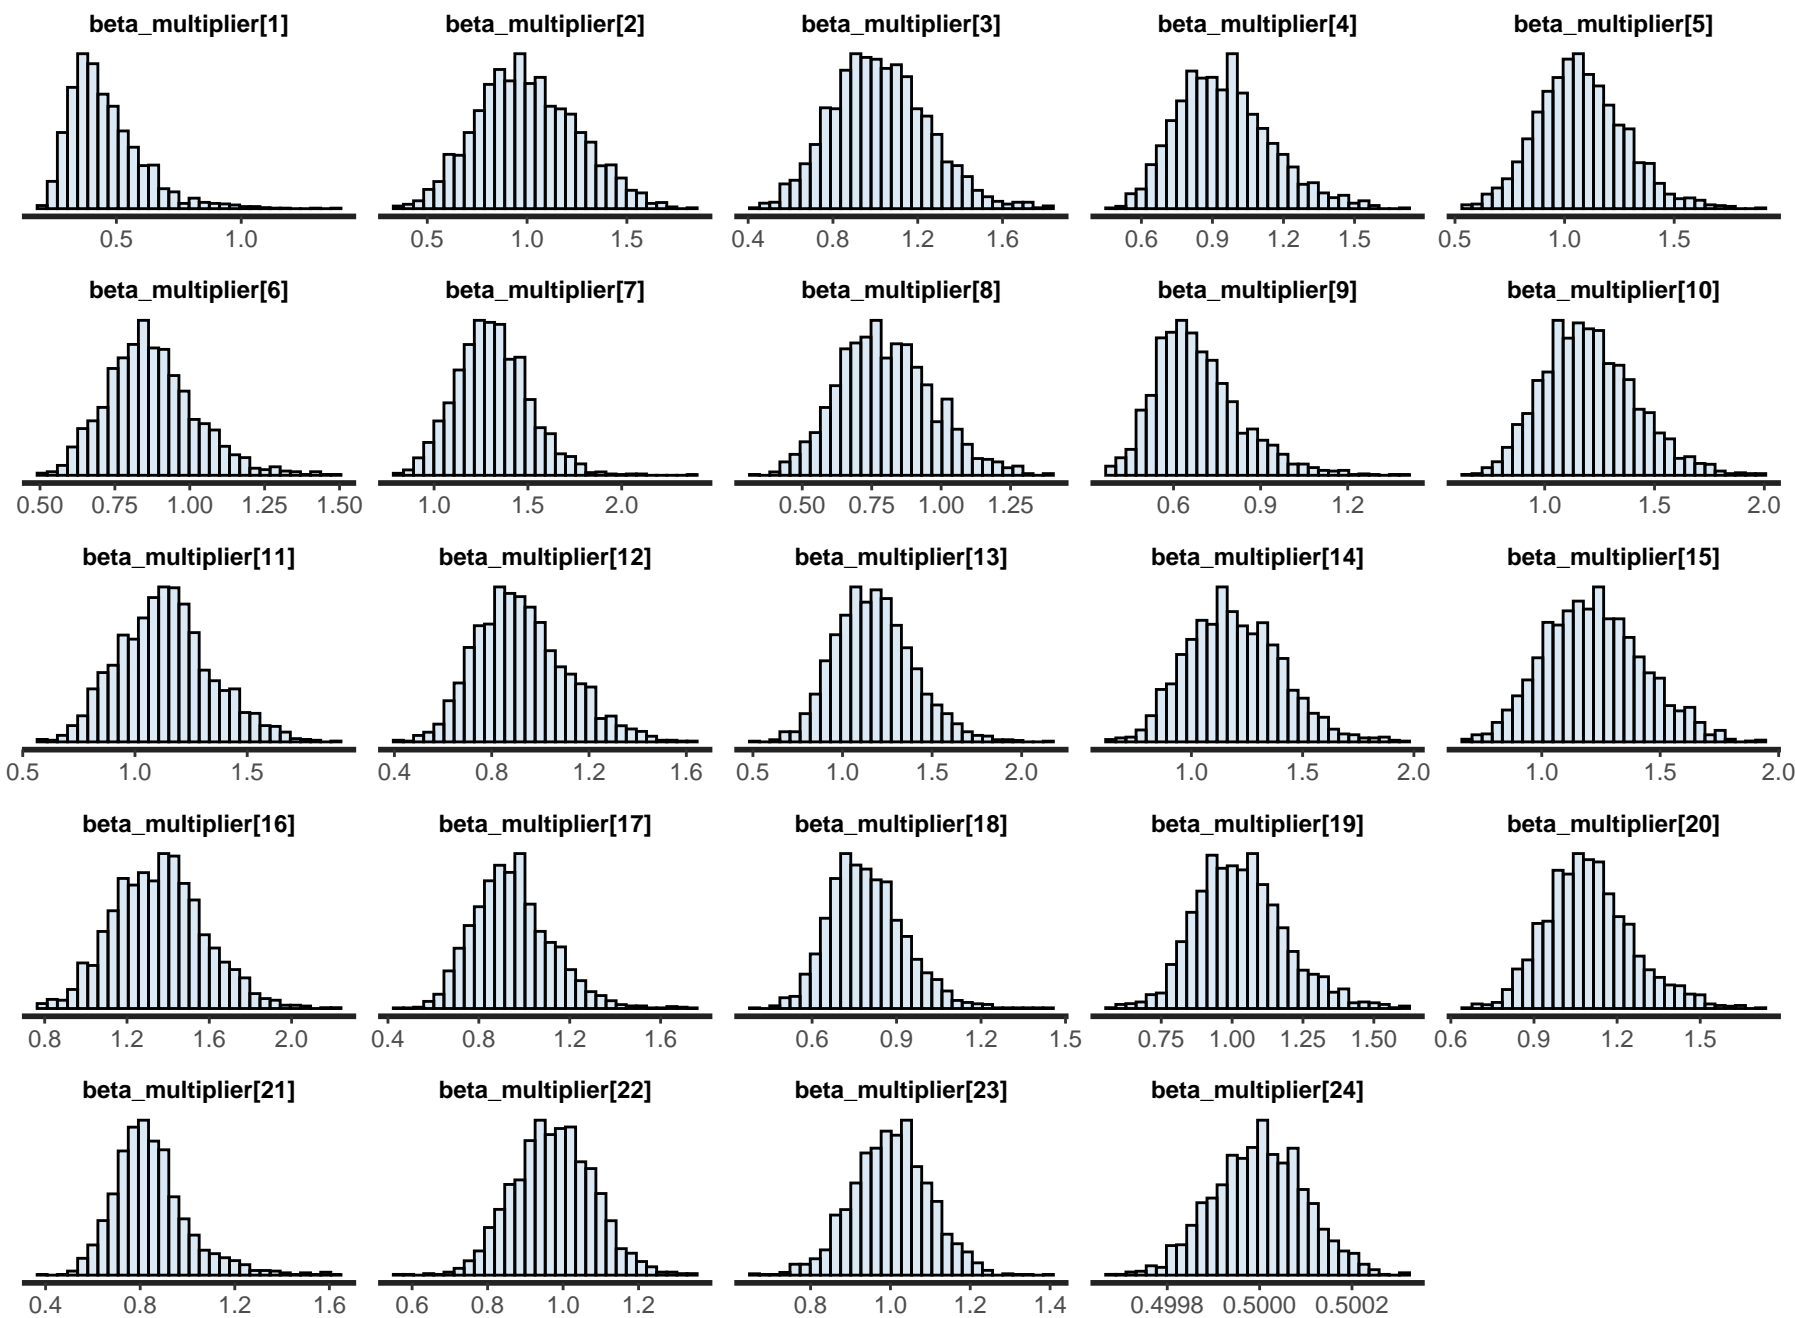 beta_multiplier[1] beta_multiplier[2] beta_multiplier[3] beta_multiplier[4] beta_multiplier[5]
0.5 1.0 0.5 1.0 1.5 0.4 0.8 1.2 1.6 0.6 0.9 1.2 1.5 0.5 1.0 1.5
beta_multiplier[6] beta_multiplier[7] beta_multiplier[8] beta_multiplier[9] beta_multiplier[10]
0.50 0.75 1.00 1.25 1.50 1.0 1.5 2.0 0.50 0.75 1.00 1.25 0.6 0.9 1.2 1.0 1.5 2.0
beta_multiplier[11] beta_multiplier[12] beta_multiplier[13] beta_multiplier[14] beta_multiplier[15]
0.5 1.0 1.5 0.4 0.8 1.2 1.6 0.5 1.0 1.5 2.0 1.0 1.5 2.0 1.0 1.5 2.0
beta_multiplier[16] beta_multiplier[17] beta_multiplier[18] beta_multiplier[19] beta_multiplier[20]
0.8 1.2 1.6 2.0 0.4 0.8 1.2 1.6 0.6 0.9 1.2 1.5 0.75 1.00 1.25 1.50 0.6 0.9 1.2 1.5
beta_multiplier[21] beta_multiplier[22] beta_multiplier[23] beta_multiplier[24]
0.4 0.8 1.2 1.6 0.6 0.8 1.0 1.2 0.8 1.0 1.2 1.4 0.4998 0.5000 0.5002